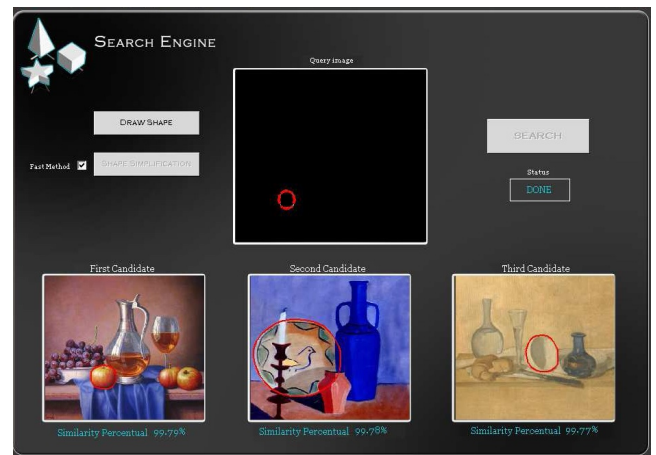 SEARCH ENGINE
Query image
DRAW SHAPE
SEARCH
Fast Method
SHAPE SIMPLIFICATION
Status
DONE
First Candidate
Second Candidate
Third Candidate
Similarity Percentual 99.79%
Similarity Percentual 99.78%
Similarity Percentual 99.77%